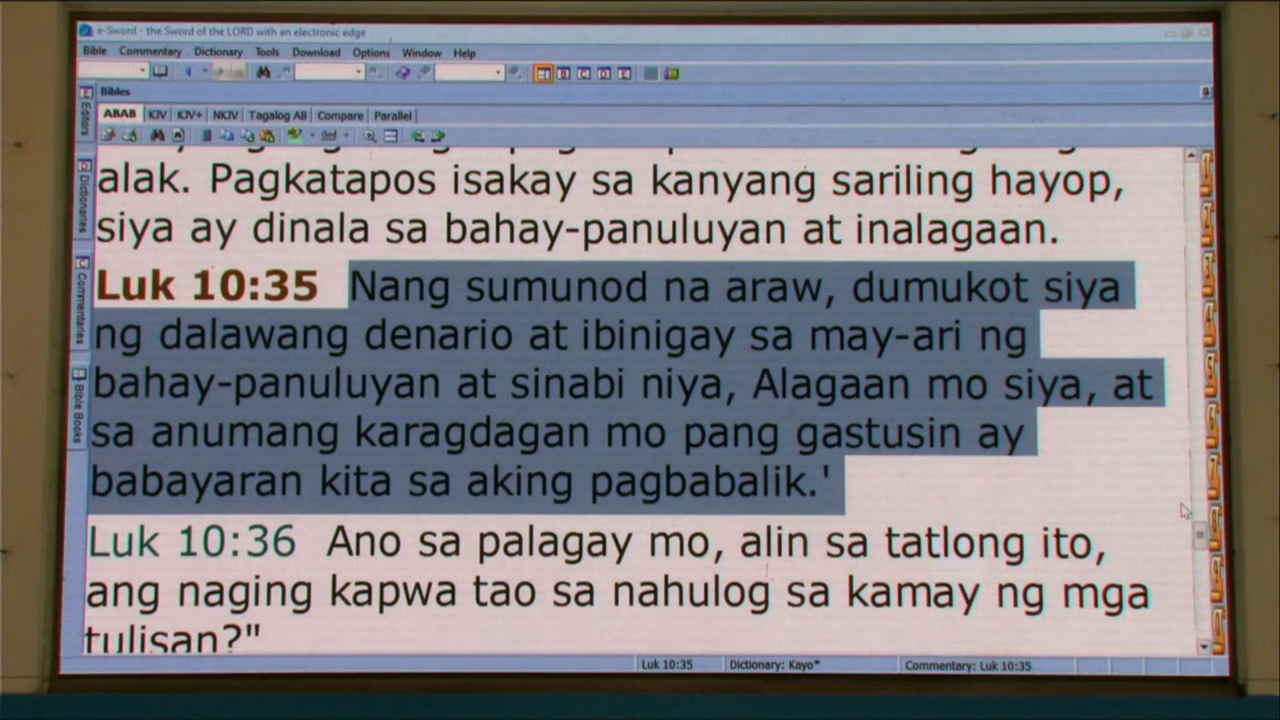 e-Sword - the Sword of the LORD with an electronic edge
Bible Commentary Dictionary Tools Download Options Window Help
Bibles
ABAB KJV KJV+ NKJV Tagalog AB Compare Parallel
Editors
Dictionaries
Commentaries
Bible Books
alak. Pagkatapos isakay sa kanyang sariling hayop,
siya ay dinala sa bahay-panuluyan at inalagaan.
Luk 10:35 Nang sumunod na araw, dumukot siya
ng dalawang denario at ibinigay sa may-ari ng
bahay-panuluyan at sinabi niya, Alagaan mo siya, at
sa anumang karagdagan mo pang gastusin ay
babayaran kita sa aking pagbabalik.'
Luk 10:36 Ano sa palagay mo, alin sa tatlong ito,
ang naging kapwa tao sa nahulog sa kamay ng mga
tulisan?"
Luk 10:35 Dictionary: Kayo* Commentary: Luk 10:35